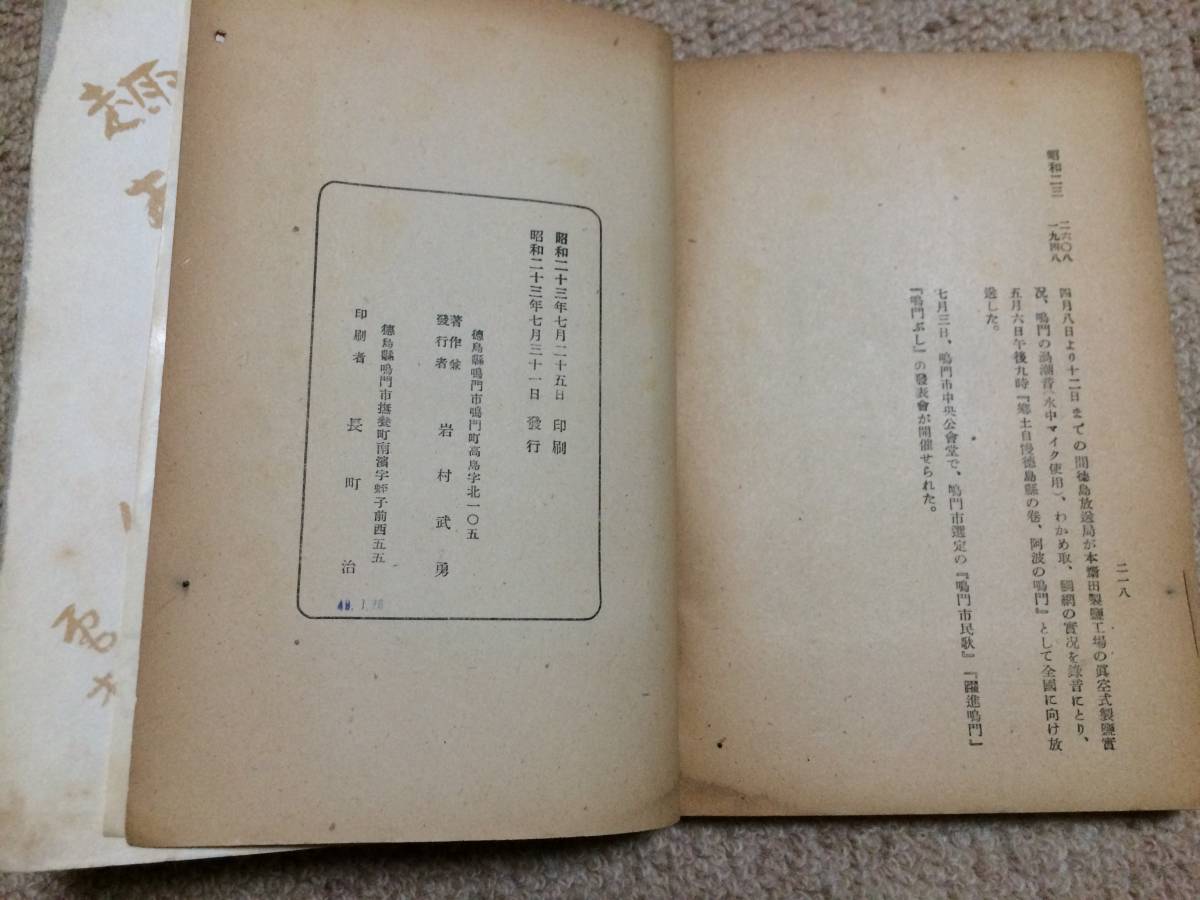 二一八
昭和二三
二六〇八
一九四八
四月八日より十二日までの間德島放送局が本齋田製鹽工場の眞空式製鹽實
況、鳴門の渦潮音(水中マイク使用)、わかめ取、鯛網の實況を錄音にとり、
五月六日午後九時『鄕土自慢德島縣の卷、阿波の鳴門』として全國に向け放
送した。
七月三日、鳴門市中央公會堂で、鳴門市選定の『鳴門市民歌』『躍進鳴門』
『鳴門ぶし』の發表會が開催せられた。
昭和二十三年七月二十五日 印刷
昭和二十三年七月三十一日 發行
德島縣鳴門市鳴門町高島字北一〇五
著作兼
發行者 岩村武勇
德島縣鳴門市撫養町南濱字蛭子前西五五
印刷者 長町治